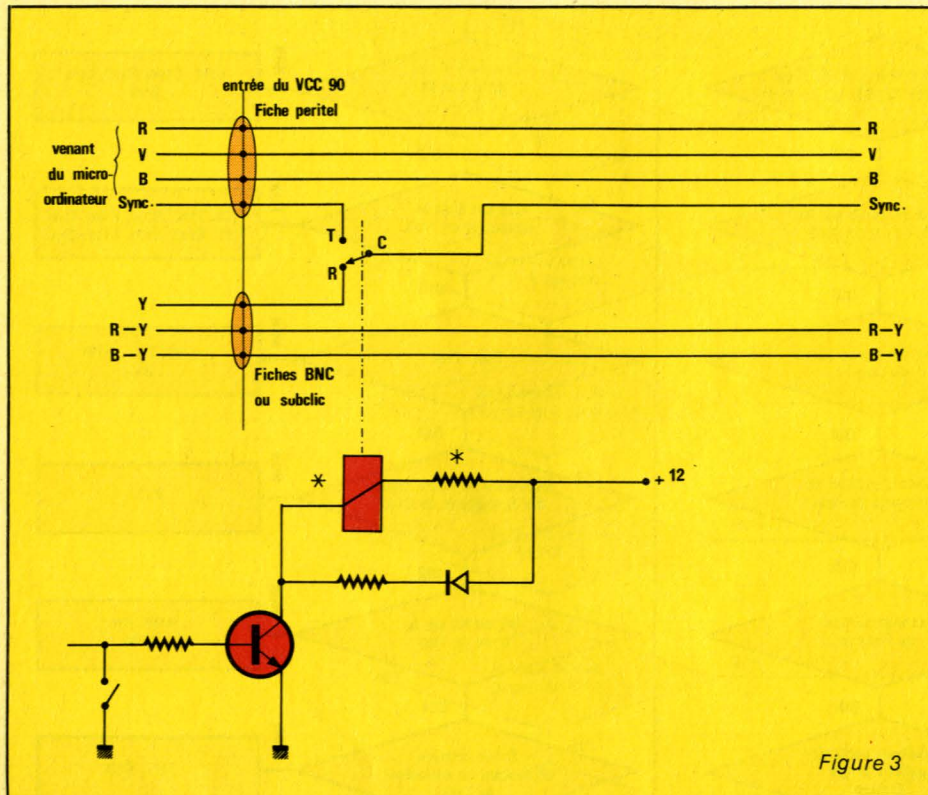 entrée du VCC 90
Fiche peritel
venant
du micro-
ordinateur
R
V
B
Sync.
R
V
B
Sync.
T
C
R
Y
R—Y
B—Y
R—Y
B—Y
Fiches BNC
ou subclic
*
*
+ 12
Figure 3